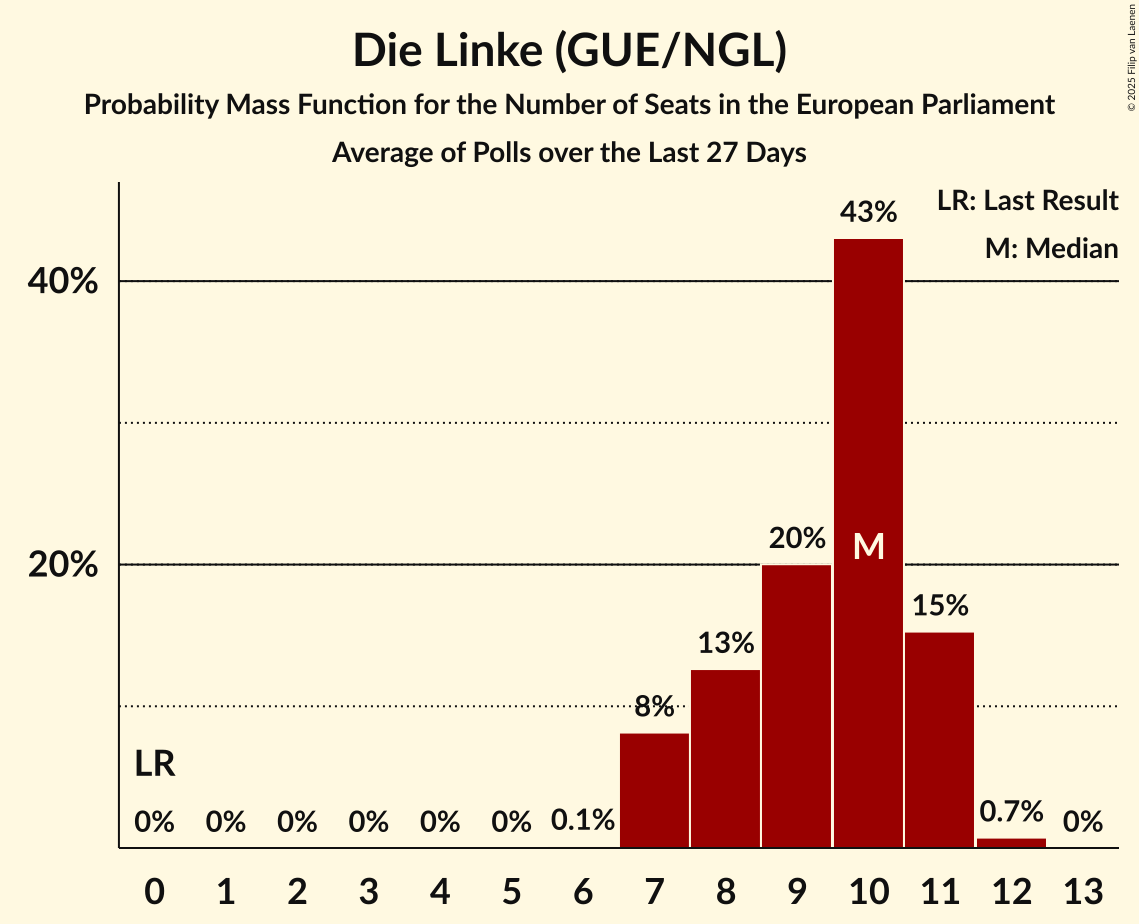 Die Linke (GUE/NGL)
Probability Mass Function for the Number of Seats in the European Parliament
Average of Polls over the Last 27 Days
© 2025 Filip van Laenen
LR: Last Result
M: Median
43%
40%
20%
M
20%
15%
13%
8%
LR
0% 0% 0% 0% 0% 0% 0.1% 0.7% 0%
0 1 2 3 4 5 6 7 8 9 10 11 12 13